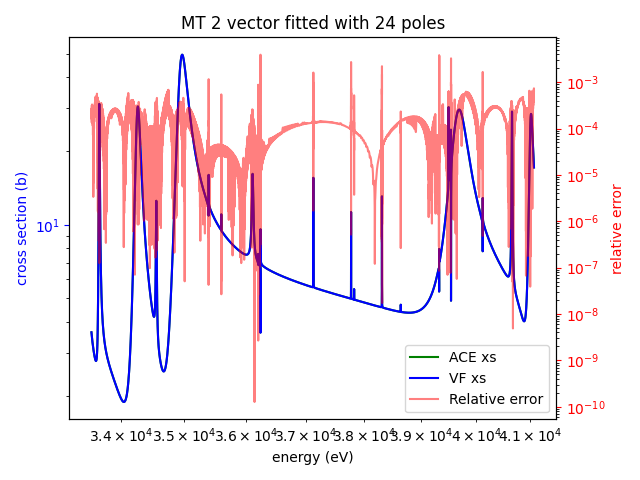 MT 2 vector fitted with 24 poles
cross section (b)
10¹
10⁻³
10⁻⁴
10⁻⁵
10⁻⁶
10⁻⁷
10⁻⁸
10⁻⁹
10⁻¹⁰
relative error
ACE xs
VF xs
Relative error
3.4 × 10⁴ 3.5 × 10⁴ 3.6 × 10⁴ 3.7 × 10⁴ 3.8 × 10⁴ 3.9 × 10⁴ 4 × 10⁴ 4.1 × 10⁴
energy (eV)